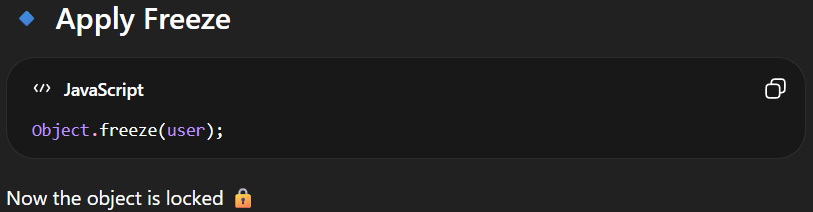 Apply Freeze
JavaScript
Object.freeze(user);
Now the object is locked 🔒